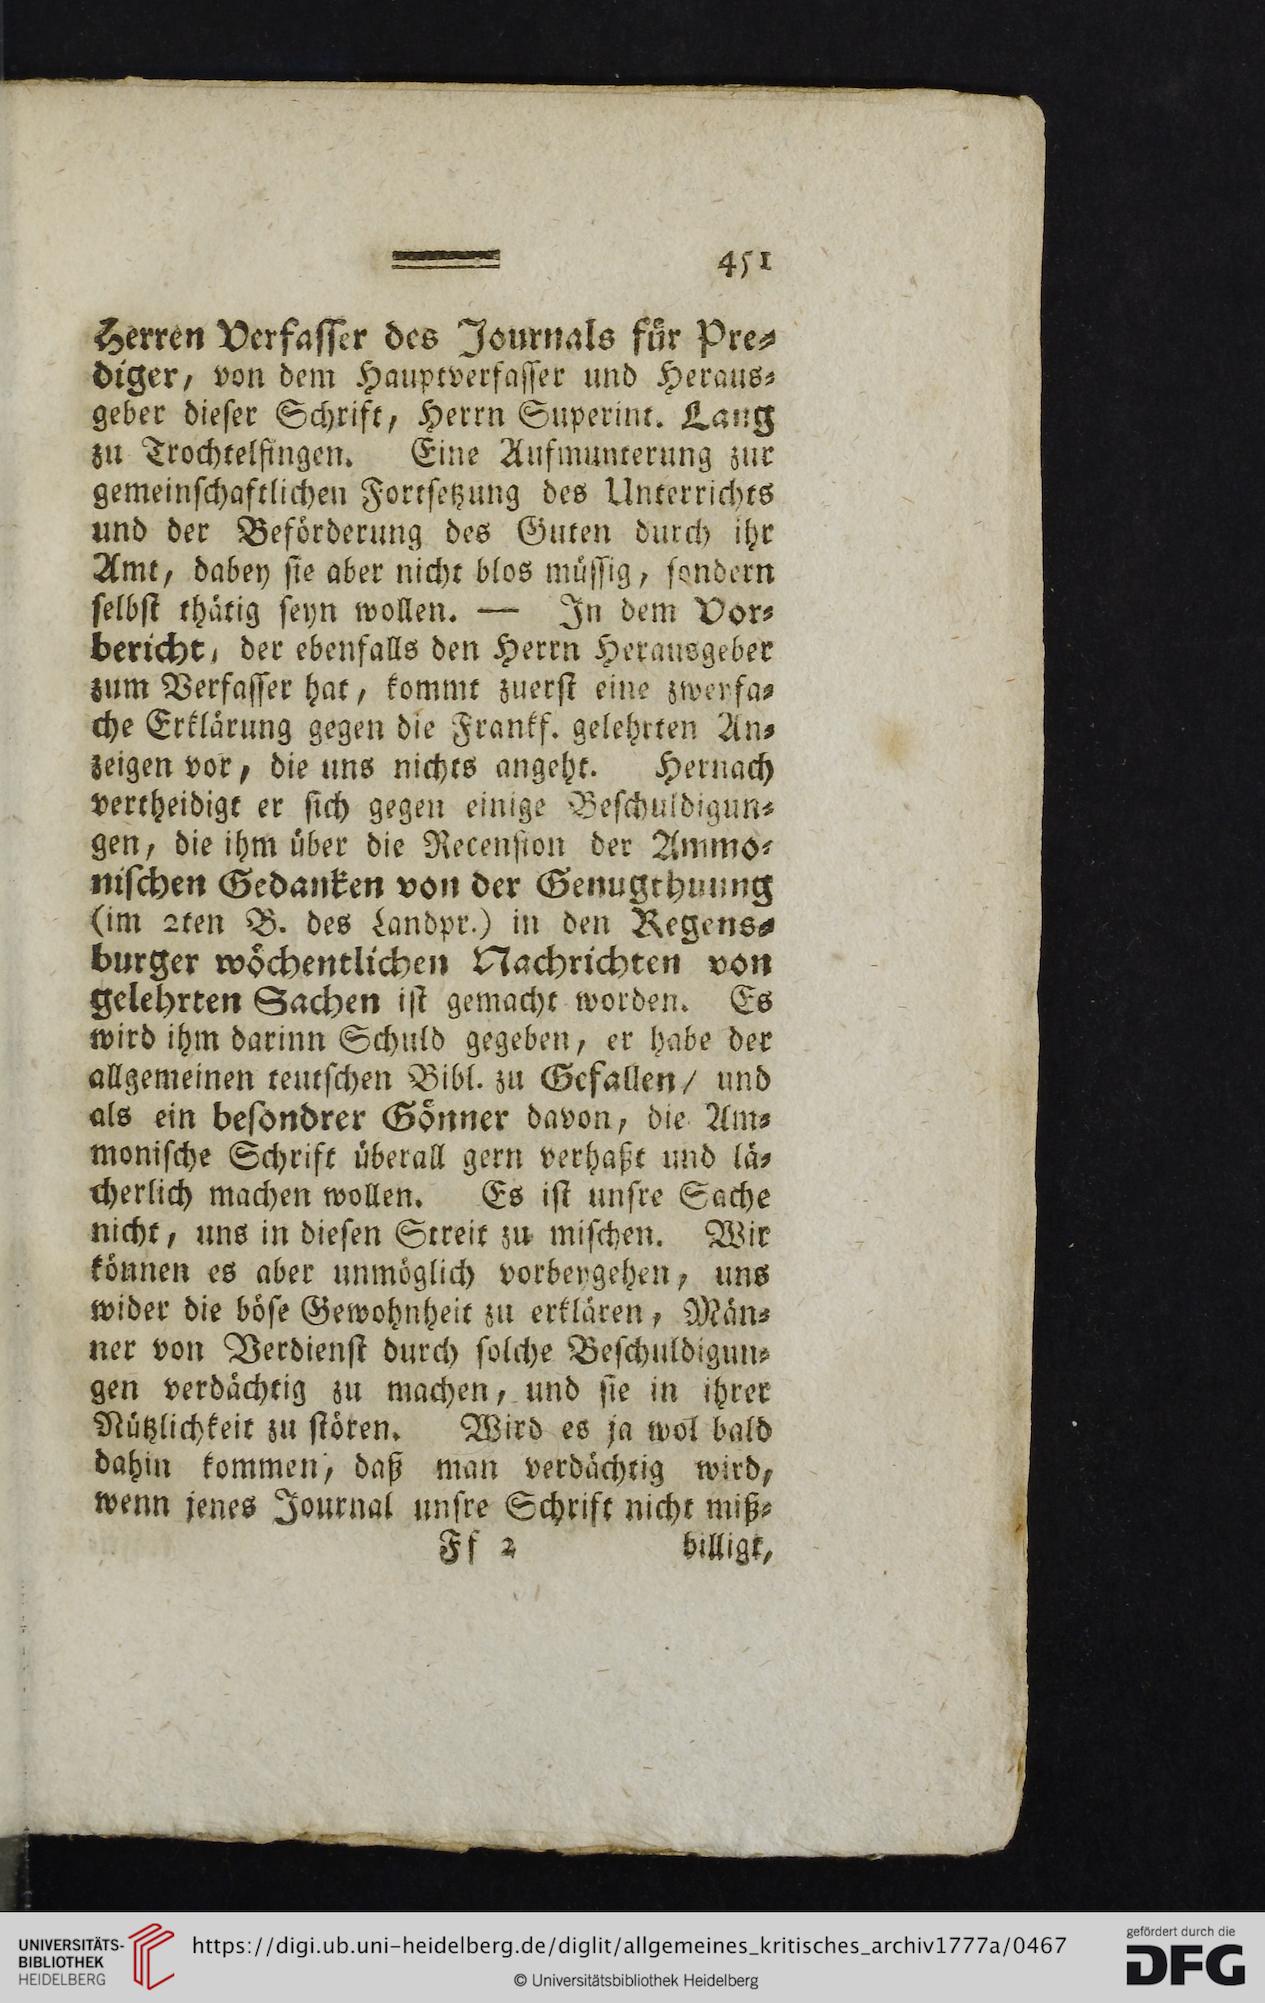 451
Herren Verfasser des Journals für Pre-
diger, von dem Hauptverfasser und Heraus-
geber dieser Schrift, Herrn Superint. Lang
zu Trochtelfingen. Eine Aufmunterung zur
gemeinschaftlichen Fortsetzung des Unterrichts
und der Beförderung des Guten durch ihr
Amt, dabey sie aber nicht blos müssig, sondern
selbst thätig seyn wollen. — In dem Vor-
bericht, der ebenfalls den Herrn Herausgeber
zum Verfasser hat, kommt zuerst eine zweyfa-
che Erklärung gegen die Frankf. gelehrten An-
zeigen vor, die uns nichts angeht. Hernach
vertheidigt er sich gegen einige Beschuldigun-
gen, die ihm über die Recension der Ammo-
nischen Gedanken von der Genugthuung
(im 2ten B. des Landpr.) in den Regens-
burger wöchentlichen Nachrichten von
gelehrten Sachen ist gemacht worden. Es
wird ihm darinn Schuld gegeben, er habe der
allgemeinen teutschen Bibl. zu Gefallen, und
als ein besondrer Gönner davon, die Am-
monische Schrift überall gern verhaßt und lä-
cherlich machen wollen. Es ist unsre Sache
nicht, uns in diesen Streit zu mischen. Wir
können es aber unmöglich vorbeygehen, uns
wider die böse Gewohnheit zu erklären, Män-
ner von Verdienst durch solche Beschuldigun-
gen verdächtig zu machen, und sie in ihrer
Nützlichkeit zu stören. Wird es ja wol bald
dahin kommen, daß man verdächtig wird,
wenn jenes Journal unsre Schrift nicht miß-
Ff 2 billigt,
UNIVERSITÄTS-
BIBLIOTHEK
HEIDELBERG
https://digi.ub.uni-heidelberg.de/diglit/allgemeines_kritisches_archiv1777a/0467
© Universitätsbibliothek Heidelberg
gefördert durch die
DFG